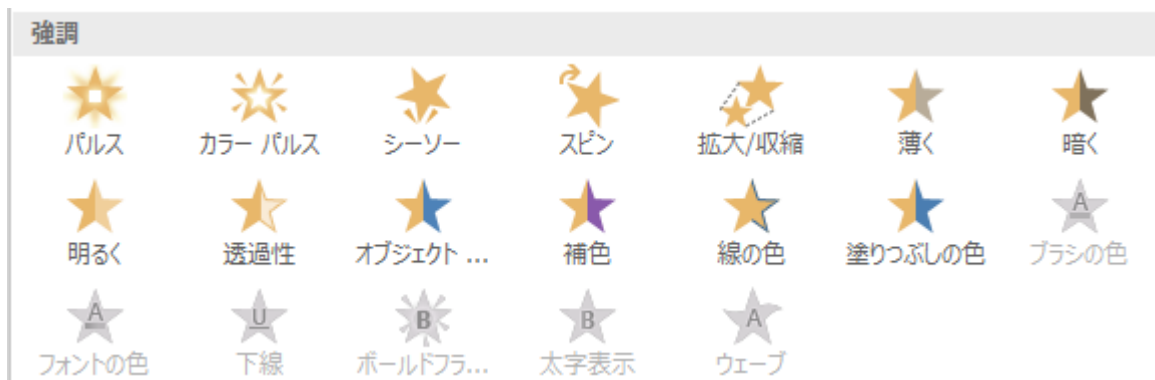 強調
パルス カラー パルス シーソー スピン 拡大/収縮 薄く 暗く
明るく 透過性 オブジェクト ... 補色 線の色 塗りつぶしの色 ブラシの色
フォントの色 下線 ボールドフラ... 太字表示 ウェーブ